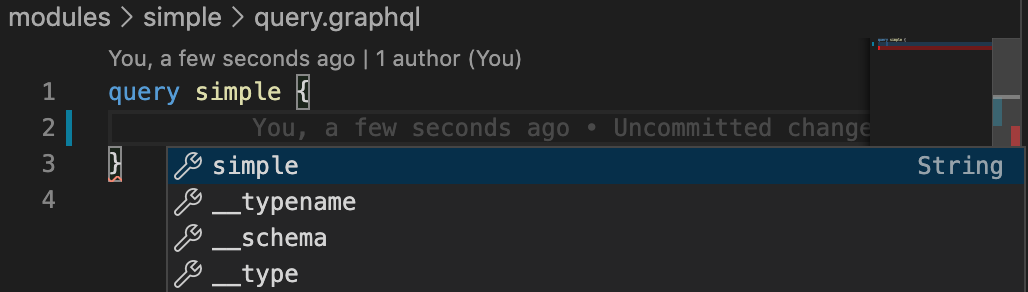 modules > simple > query.graphql
You, a few seconds ago | 1 author (You)
1 query simple {
2 You, a few seconds ago • Uncommitted change
3 }
4
simple String
__typename
__schema
__type